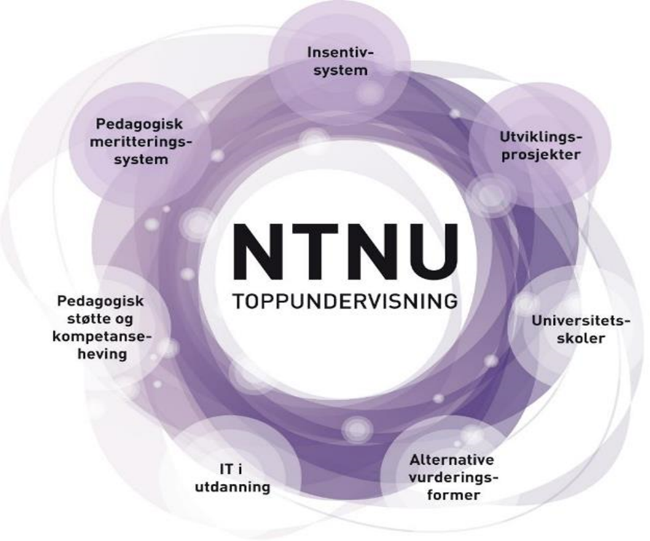 Insentiv-
system
Pedagogisk
meritterings-
system
Utviklings-
prosjekter
NTNU
TOPPUNDERVISNING
Pedagogisk
støtte og
kompetanse-
heving
Universitets-
skoler
IT i
utdanning
Alternative
vurderings-
former